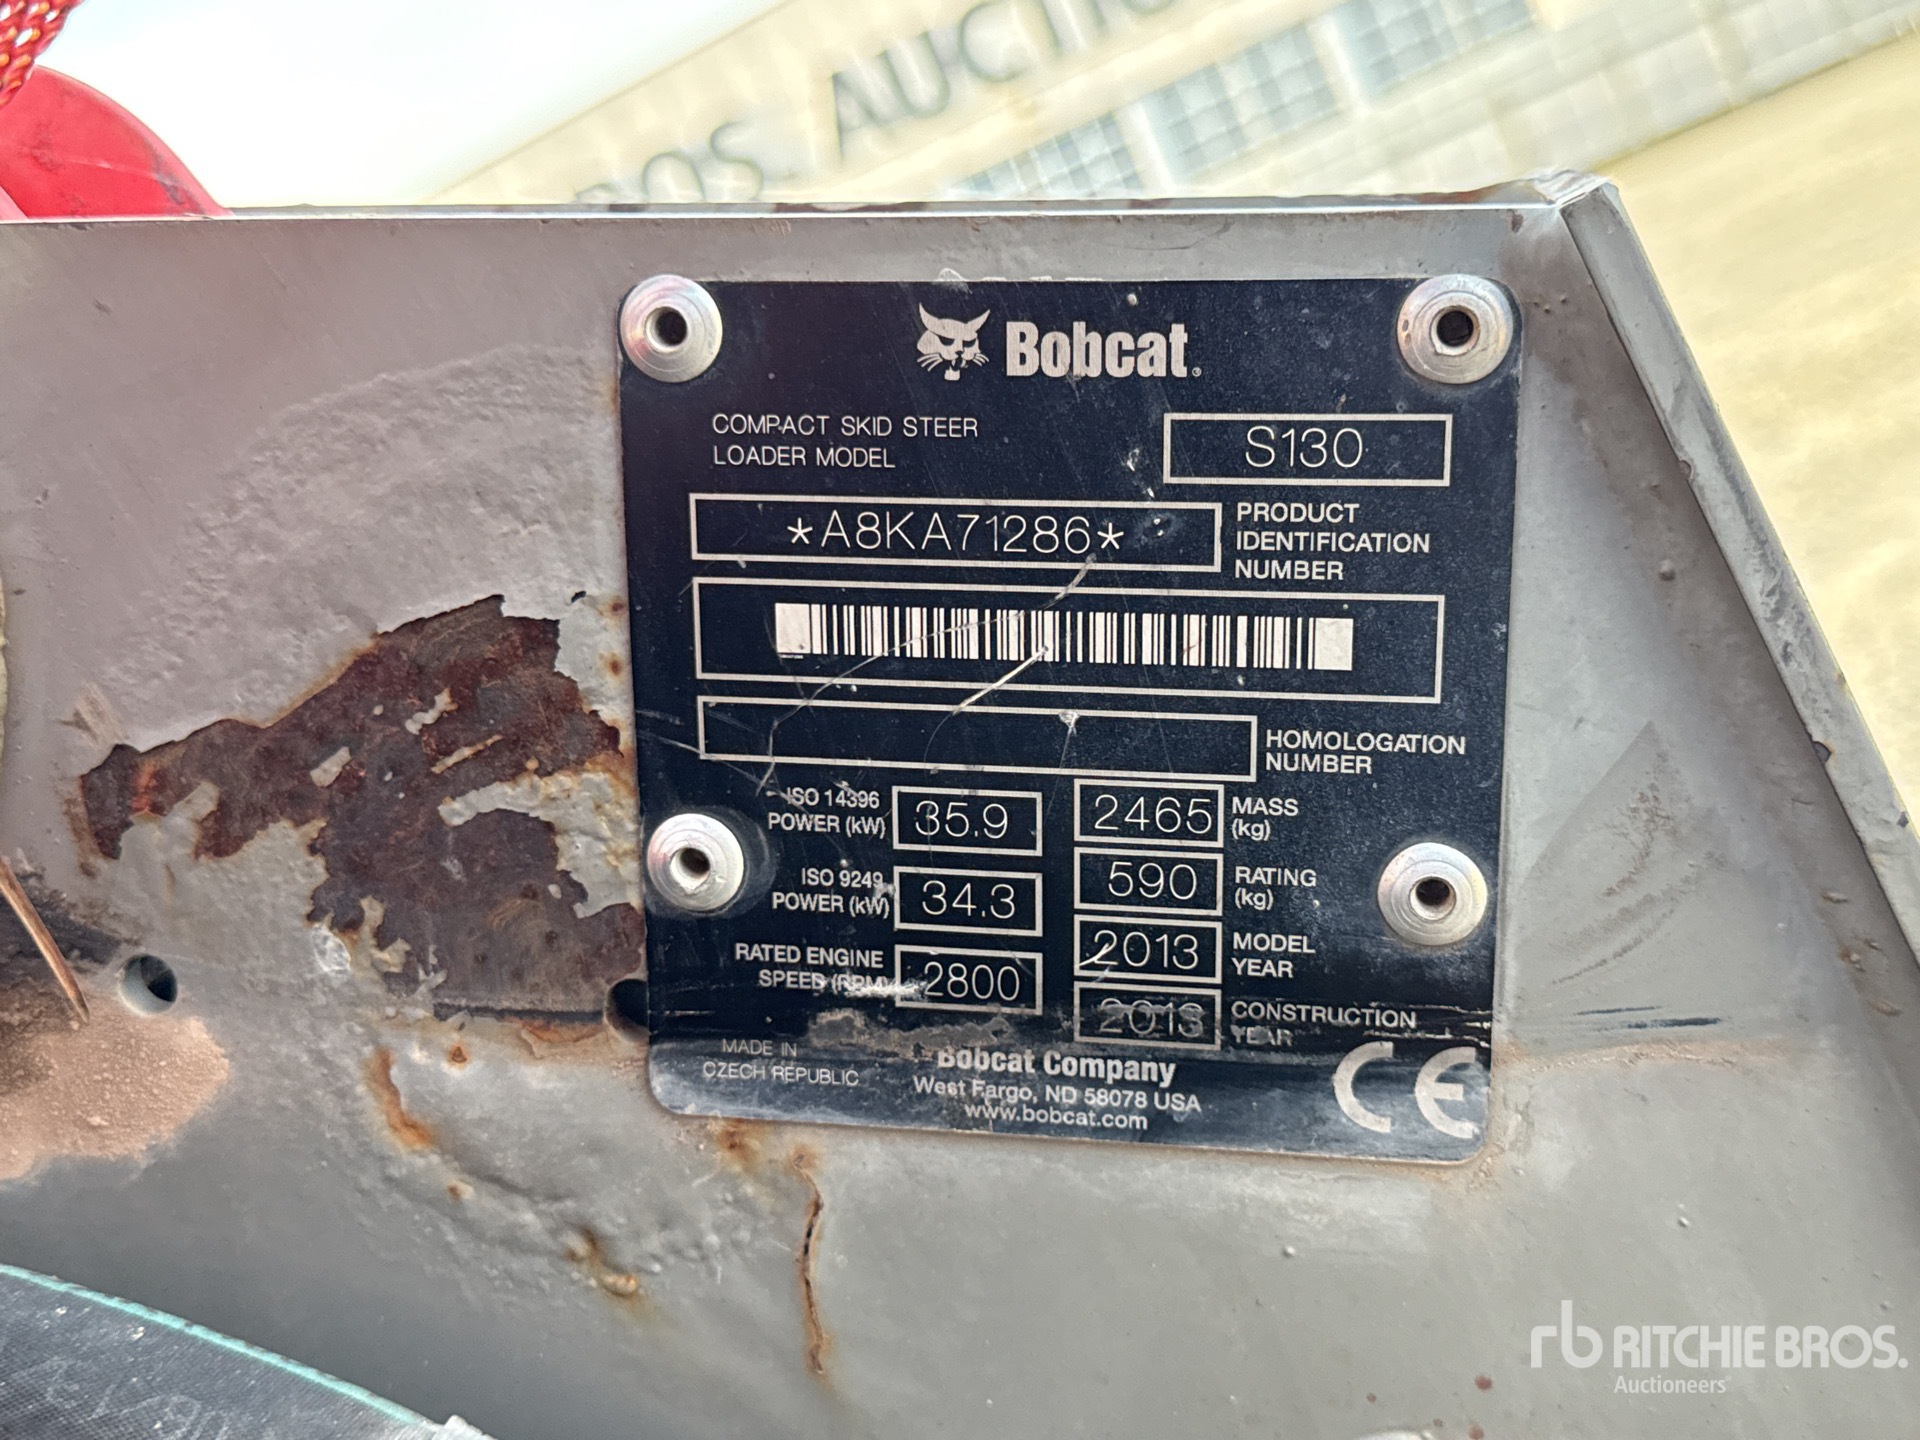 OS. AUCTIO
Bobcat®
COMPACT SKID STEER
LOADER MODEL
S130
*A8KA71286*
PRODUCT
IDENTIFICATION
NUMBER
HOMOLOGATION
NUMBER
ISO 14396
POWER (kW)
35.9
2465
MASS
(kg)
ISO 9249
POWER (kW)
34.3
590
RATING
(kg)
RATED ENGINE
SPEED (RPM)
2800
2013
MODEL
YEAR
2013
CONSTRUCTION
YEAR
MADE IN
CZECH REPUBLIC
Bobcat Company
West Fargo, ND 58078 USA
www.bobcat.com
CE
rb RITCHIE BROS.
Auctioneers